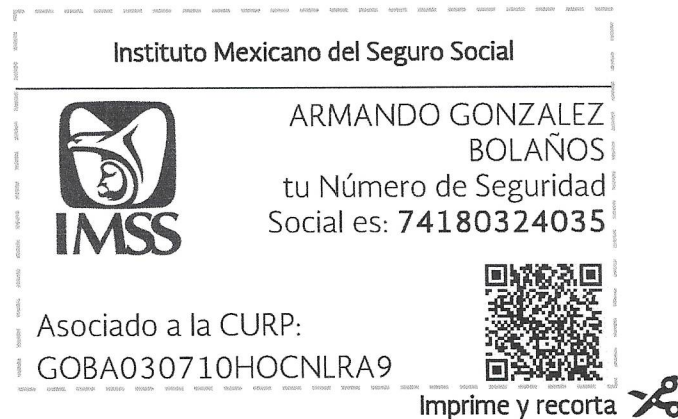 Instituto Mexicano del Seguro Social
ARMANDO GONZALEZ
BOLAÑOS
tu Número de Seguridad
Social es: 74180324035
IMSS
Asociado a la CURP:
GOBA030710HOCNLRA9
Imprime y recorta